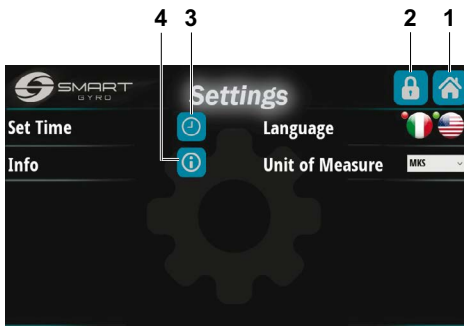 4 3 2 1
SMART
GYRO
Settings
Set Time
Language
Info
Unit of Measure
MKS